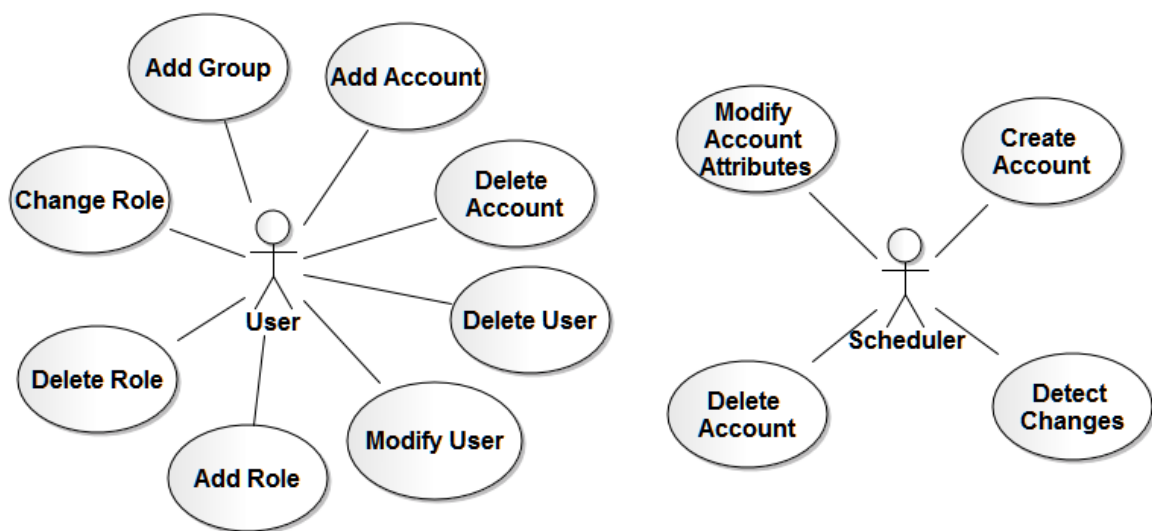 Add Group
Add Account
Change Role
Delete
Account
Delete User
User
Delete Role
Modify User
Add Role
Modify
Account
Attributes
Create
Account
Scheduler
Delete
Account
Detect
Changes